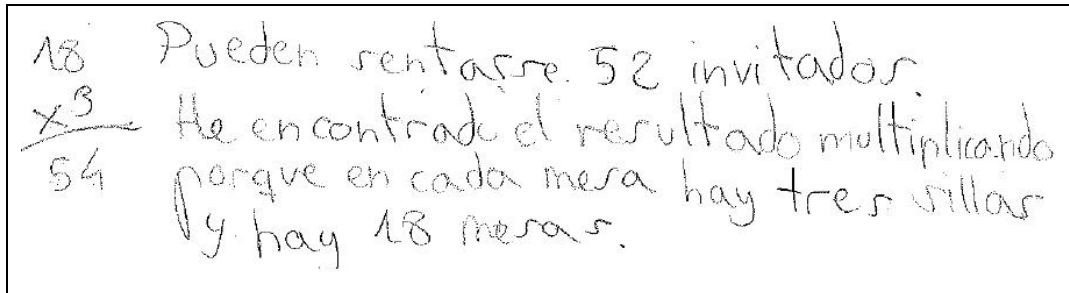 18
x3
54
Pueden sentarse. 52 invitados.
He encontrado el resultado multiplicando
porque en cada mesa hay tres sillas
y hay 18 mesas.